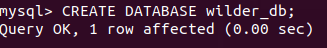 mysql> CREATE DATABASE wilder_db;
Query OK, 1 row affected (0.00 sec)